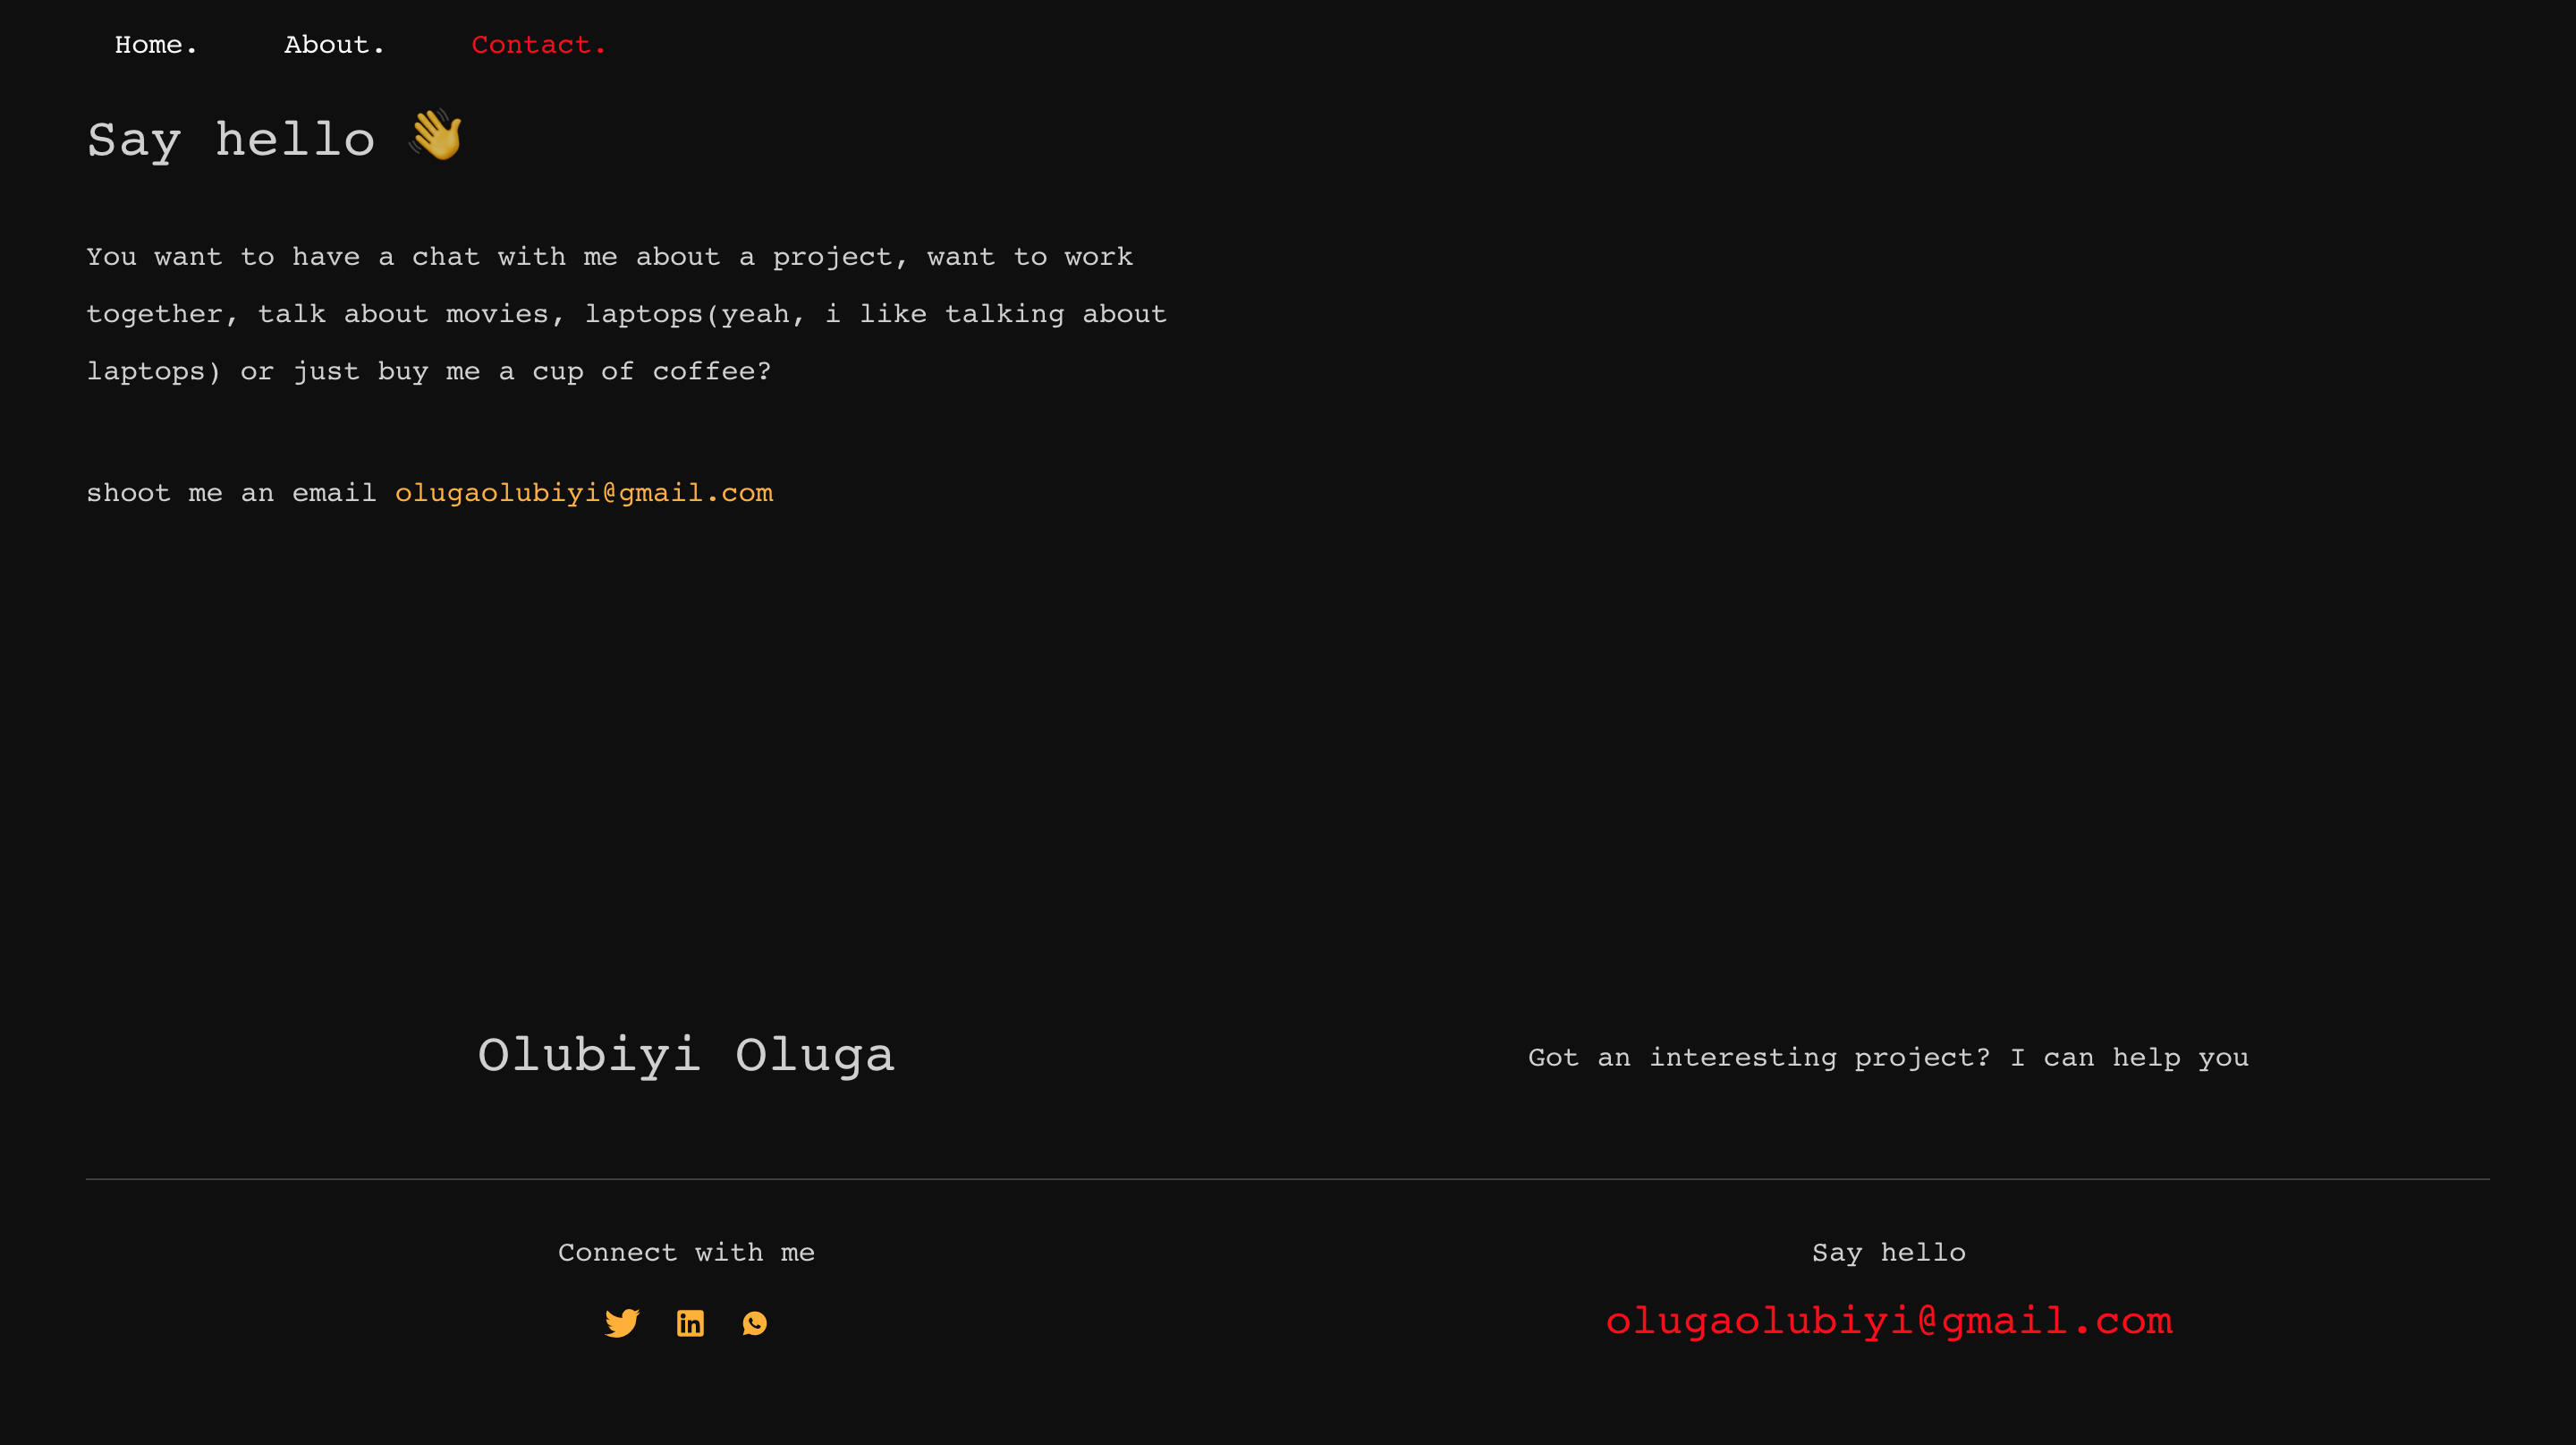 Home. About. Contact.
Say hello 👋
You want to have a chat with me about a project, want to work
together, talk about movies, laptops(yeah, i like talking about
laptops) or just buy me a cup of coffee?
shoot me an email olugaolubiyi@gmail.com
Olubiyi Oluga
Got an interesting project? I can help you
Connect with me
Say hello
olugaolubiyi@gmail.com